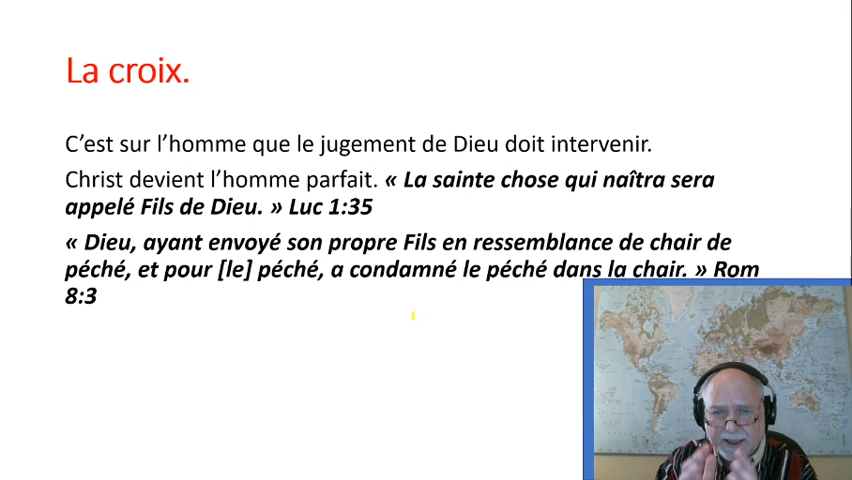 La croix.
C’est sur l’homme que le jugement de Dieu doit intervenir.
Christ devient l’homme parfait. « La sainte chose qui naîtra sera
appelé Fils de Dieu. » Luc 1:35
« Dieu, ayant envoyé son propre Fils en ressemblance de chair de
péché, et pour [le] péché, a condamné le péché dans la chair. » Rom
8:3